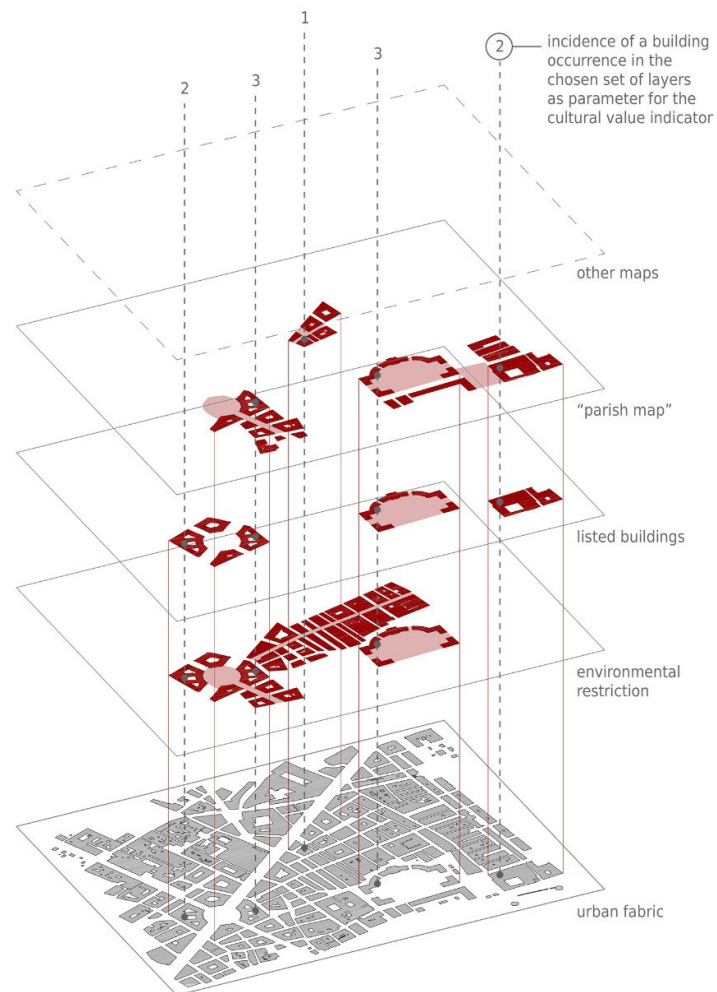 1
2
3
3
2
incidence of a building
occurrence in the
chosen set of layers
as parameter for the
cultural value indicator
other maps
“parish map”
listed buildings
environmental
restriction
urban fabric